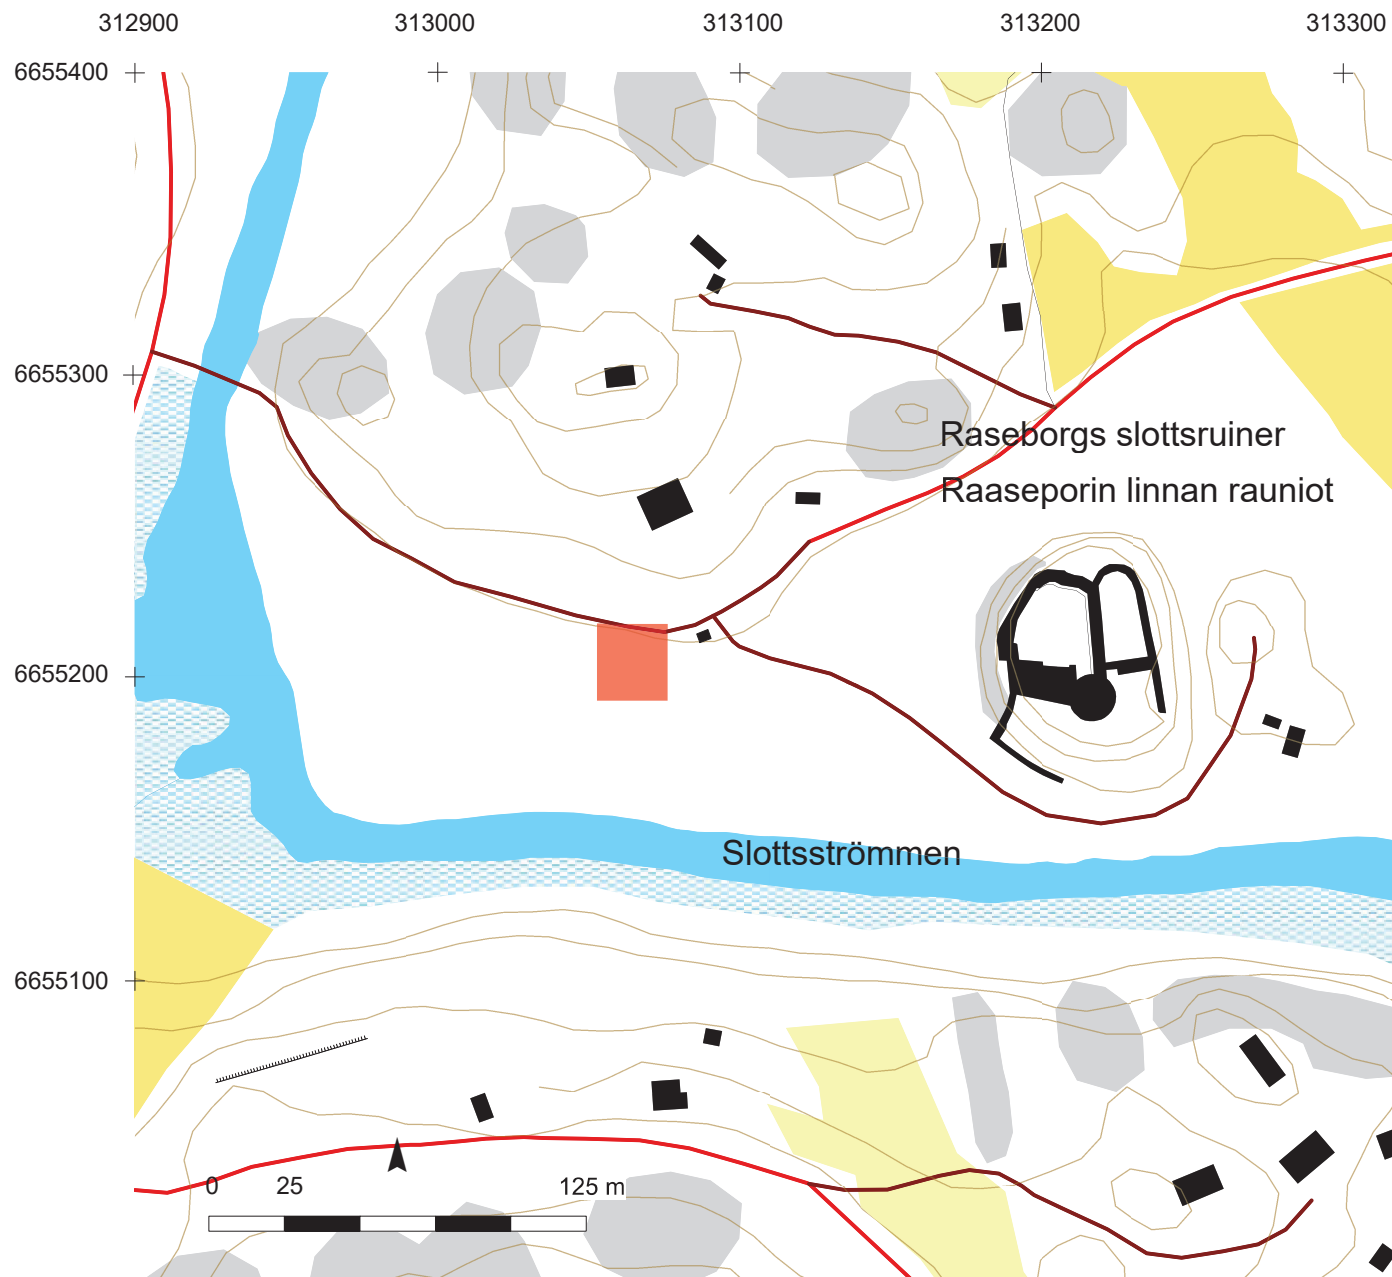 312900 313000 313100 313200 313300
6655400
6655300
Raseborgs slottsruiner
Raaseporin linnan rauniot
6655200
Slottsströmmen
6655100
0 25 125 m